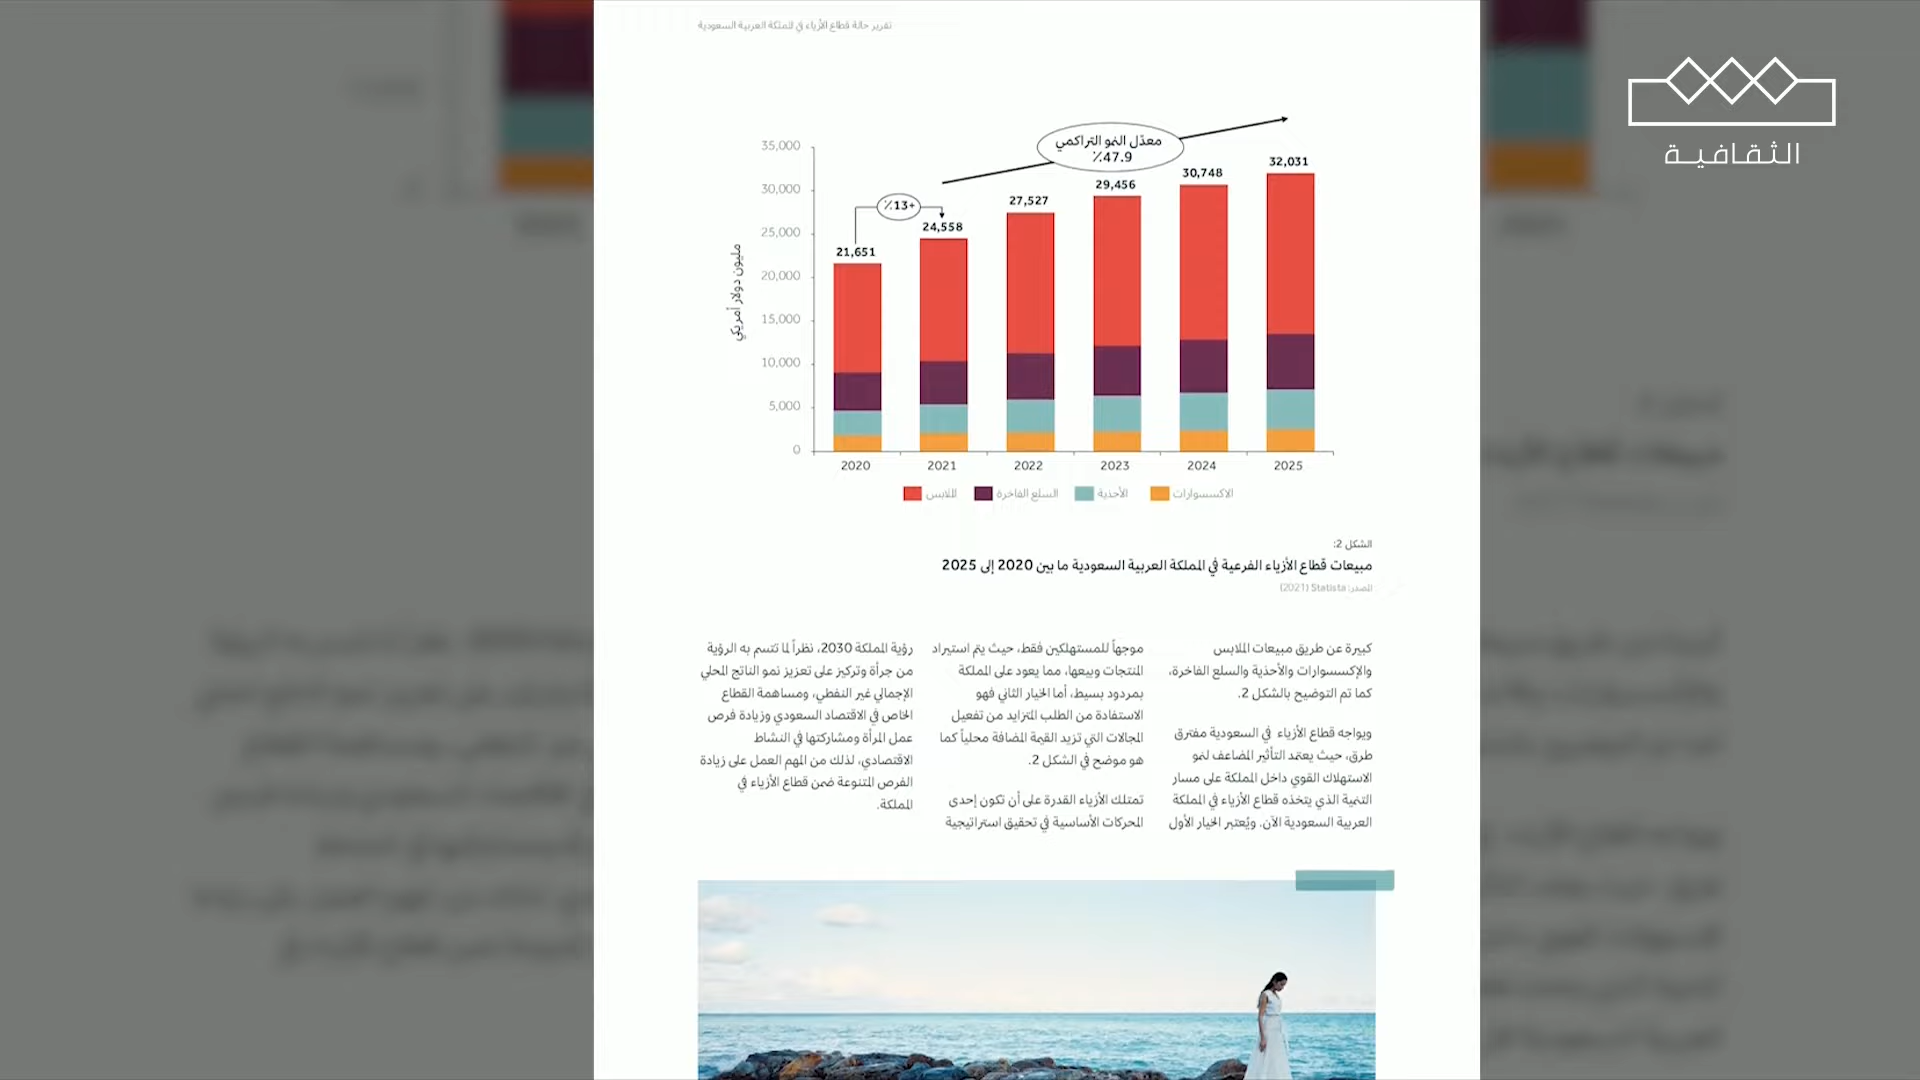 تقرير حالة قطاع الأزياء في المملكة العربية السعودية
الثقافية
معدّل النمو التراكمي
٪47.9
٪13+
35,000
30,000
25,000
20,000
15,000
10,000
5,000
0
مليون دولار أمريكي
21,651
24,558
27,527
29,456
30,748
32,031
2020
2021
2022
2023
2024
2025
الملابس
السلع الفاخرة
الأحذية
الاكسسوارات
الشكل 2:
مبيعات قطاع الأزياء الفرعية في المملكة العربية السعودية ما بين 2020 إلى 2025
المصدر: Statista (2021)
كبيرة عن طريق مبيعات الملابس
والإكسسوارات والأحذية والسلع الفاخرة،
كما تم التوضيح بالشكل 2.
ويواجه قطاع الأزياء في السعودية مفترق
طرق، حيث يعتمد التأثير المضاعف لنمو
الاستهلاك القوي داخل المملكة على مسار
التنمية الذي يتخذه قطاع الأزياء في المملكة
العربية السعودية الآن. ويُعتبر الخيار الأول
موجهاً للمستهلكين فقط، حيث يتم استيراد
المنتجات وبيعها، مما يعود على المملكة
بمردود بسيط، أما الخيار الثاني فهو
الاستفادة من الطلب المتزايد من تفعيل
المجالات التي تزيد القيمة المضافة محلياً كما
هو موضح في الشكل 2.
تمتلك الأزياء القدرة على أن تكون إحدى
المحركات الأساسية في تحقيق استراتيجية
رؤية المملكة 2030، نظراً لما تتسم به الرؤية
من جرأة وتركيز على تعزيز نمو الناتج المحلي
الإجمالي غير النفطي، ومساهمة القطاع
الخاص في الاقتصاد السعودي وزيادة فرص
عمل المرأة ومشاركتها في النشاط
الاقتصادي، لذلك من المهم العمل على زيادة
الفرص المتنوعة ضمن قطاع الأزياء في
المملكة.